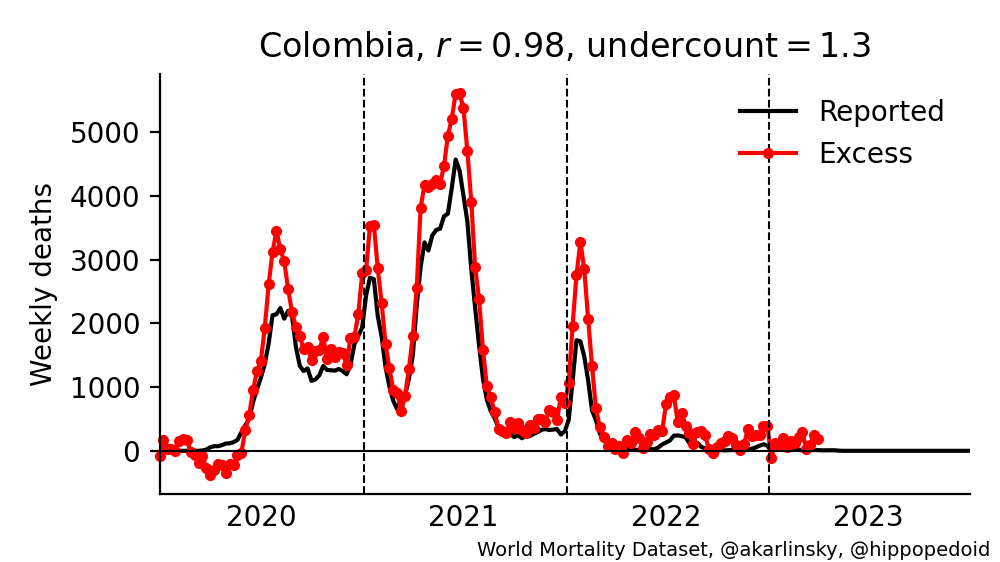 Colombia, r = 0.98, undercount = 1.3
Reported
Excess
Weekly deaths
5000
4000
3000
2000
1000
0
2020 2021 2022 2023
World Mortality Dataset, @akarlinsky, @hippopedoid